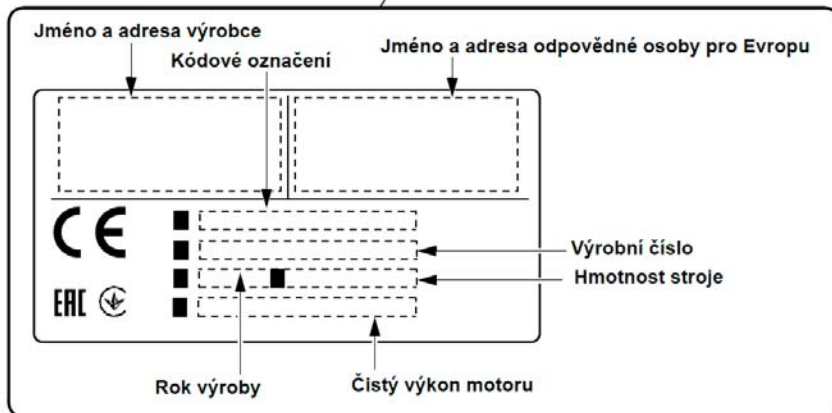 Jméno a adresa výrobce
Kódové označení
Jméno a adresa odpovědné osoby pro Evropu
CE
Výrobní číslo
Hmotnost stroje
EAC
Rok výroby
Čistý výkon motoru